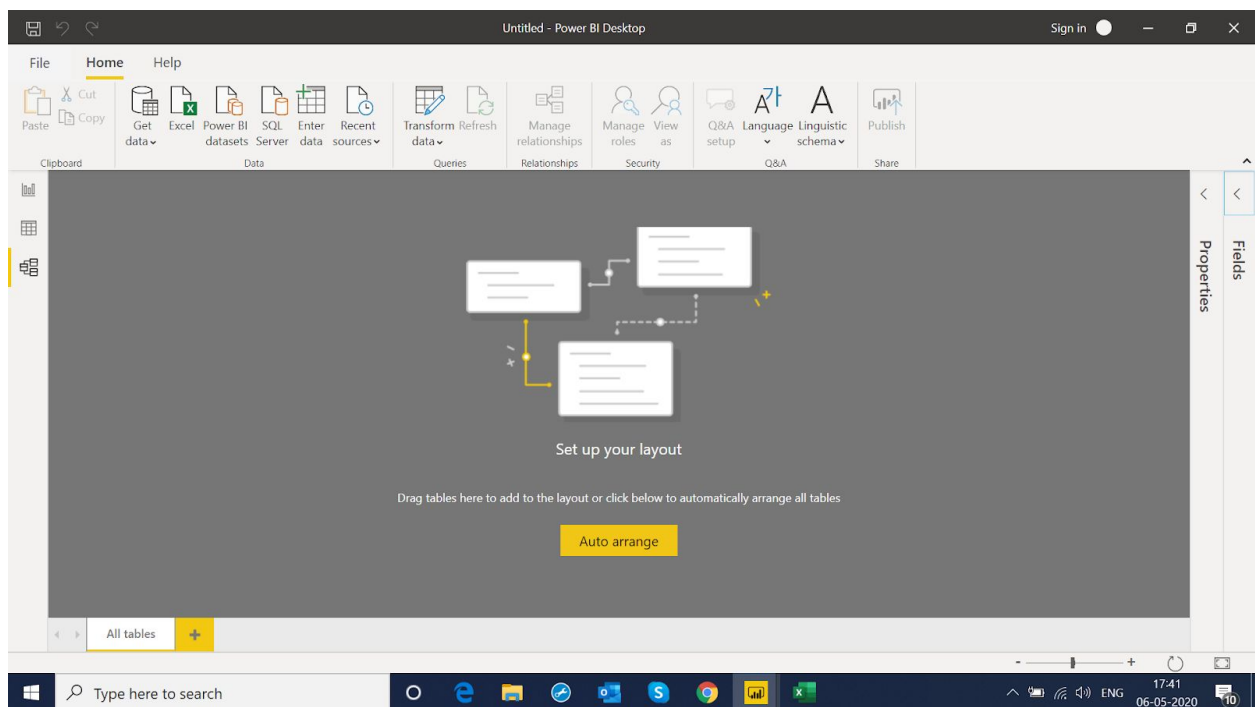 Untitled - Power BI Desktop
Sign in
File Home Help
Paste
Cut
Copy
Get data
Excel
Power BI datasets
SQL Server
Enter data
Recent sources
Transform data
Refresh
Manage relationships
Manage roles
View as
Q&A setup
Language
Linguistic schema
Publish
Clipboard Data Queries Relationships Security Q&A Share
Properties
Fields
Set up your layout
Drag tables here to add to the layout or click below to automatically arrange all tables
Auto arrange
All tables +
- +
Type here to search
ENG
17:41
06-05-2020
10